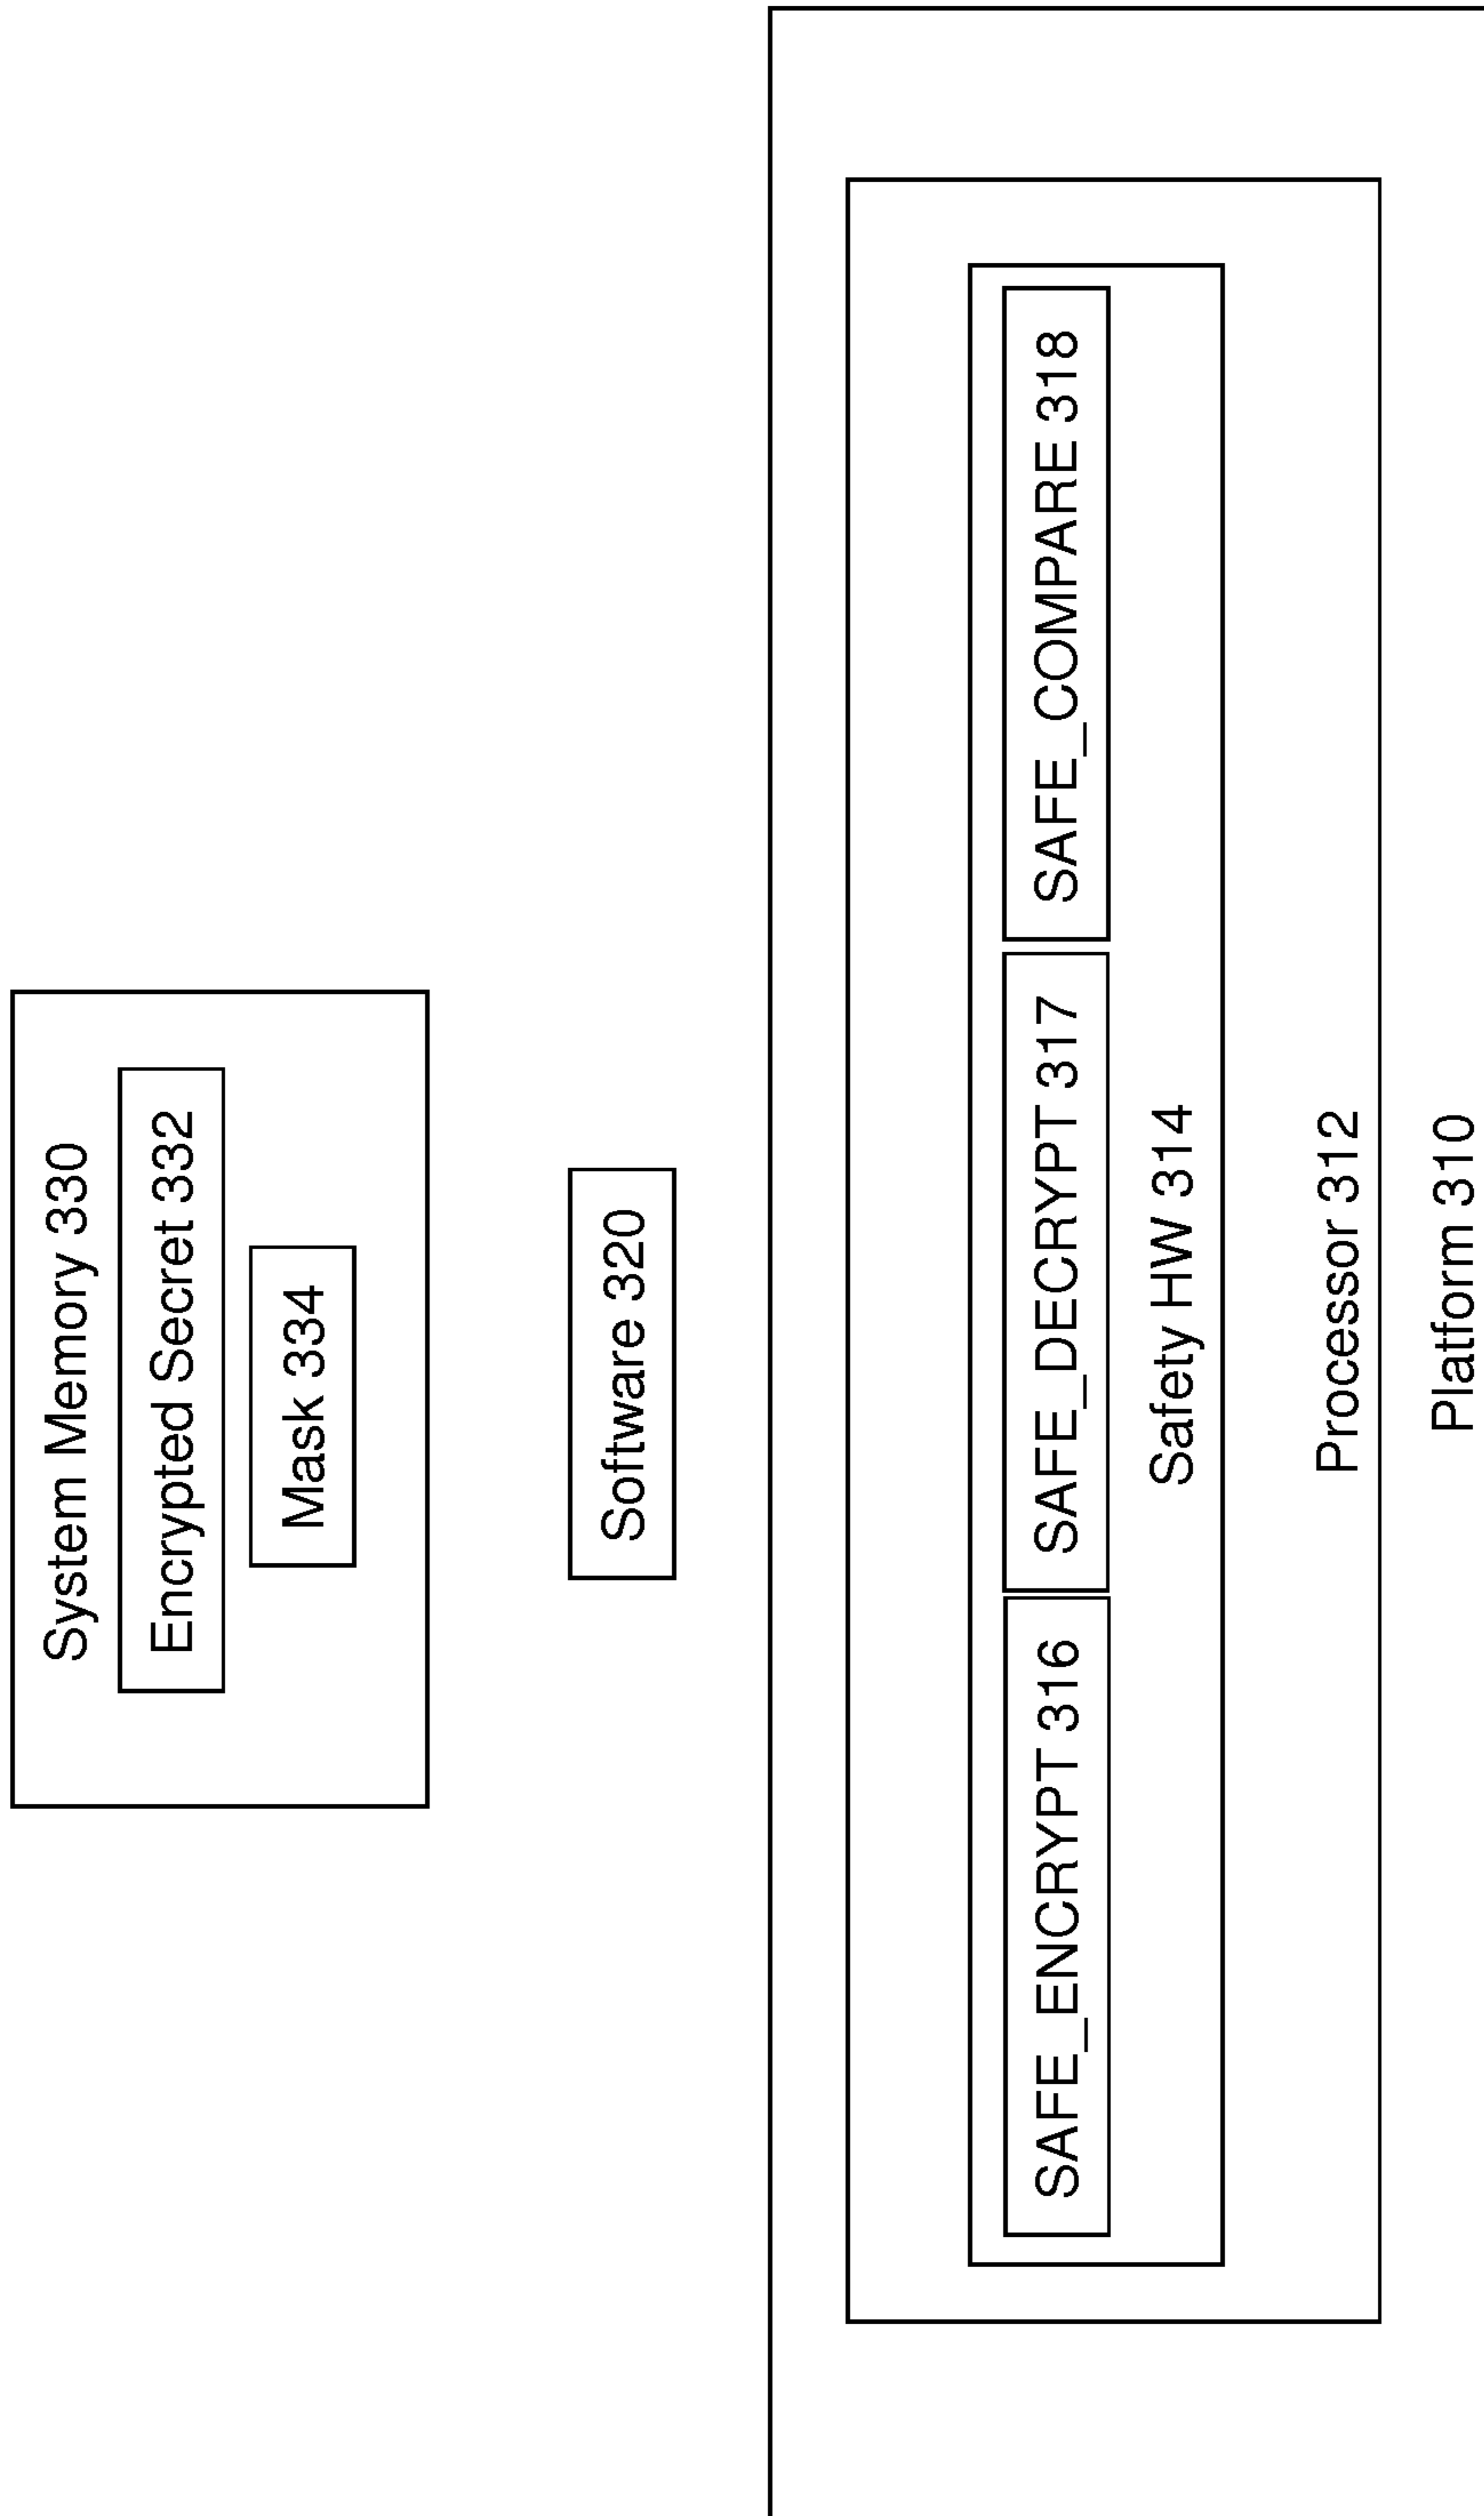 System Memory 330
Encrypted Secret 332
Mask 334
Software 320
SAFE_ENCRYPT 316
SAFE_DECRYPT 317
SAFE_COMPARE 318
Safety HW 314
Processor 312
Platform 310